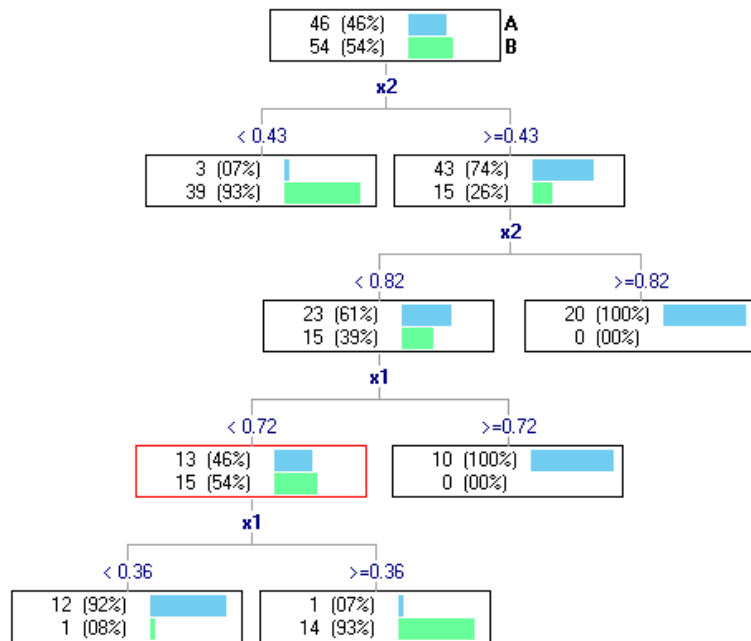 46 (46%) A
54 (54%) B
x2
< 0.43 >=0.43
3 (07%) 43 (74%)
39 (93%) 15 (26%)
x2
< 0.82 >=0.82
23 (61%) 20 (100%)
15 (39%) 0 (00%)
x1
< 0.72 >=0.72
13 (46%) 10 (100%)
15 (54%) 0 (00%)
x1
< 0.36 >=0.36
12 (92%) 1 (07%)
1 (08%) 14 (93%)